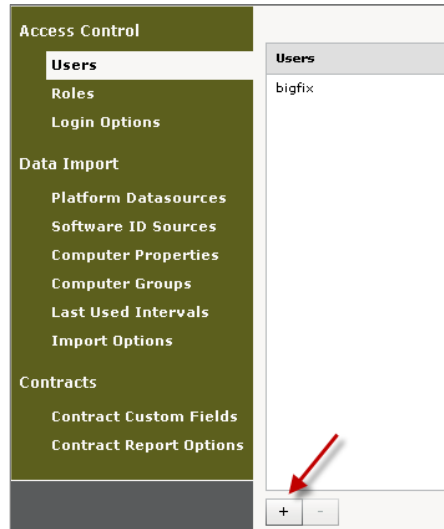 Access Control
Users
Roles
Login Options
Data Import
Platform Datasources
Software ID Sources
Computer Properties
Computer Groups
Last Used Intervals
Import Options
Contracts
Contract Custom Fields
Contract Report Options
Users
bigfix
+ -